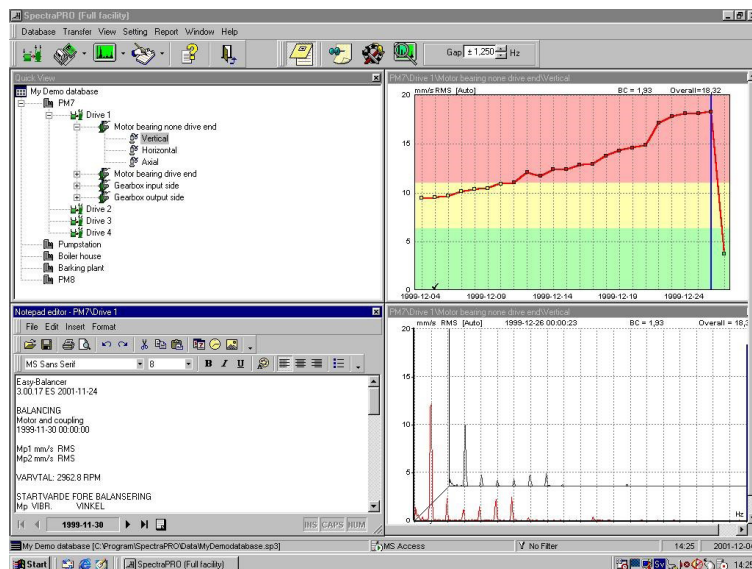 SpectraPRO [Full facility]
Database Transfer View Setting Report Window Help
Gap ± 1,250 Hz
Quick View
My Demo database
PM7
Drive 1
Motor bearing none drive end
Vertical
Horizontal
Axial
Motor bearing drive end
Gearbox input side
Gearbox output side
Drive 2
Drive 3
Drive 4
Pumpstation
Boiler house
Barking plant
PM8
PM7\Drive 1\Motor bearing none drive end\Vertical
mm/s RMS [Auto] BC = 1,93 Overall=18,32
20
15
10
5
0
1999-12-04 1999-12-09 1999-12-14 1999-12-19 1999-12-24
Notepad editor - PM7\Drive 1
File Edit Insert Format
MS Sans Serif 8 B I U
Easy-Balancer
3.00.17 ES 2001-11-24
BALANCING
Motor and coupling
1999-11-30 00:00:00
Mp1 mm/s RMS
Mp2 mm/s RMS
VARVTAL: 2962.8 RPM
STARTVARDE FORE BALANSERING
Mp VIBR. VINKEL
1999-11-30
INS CAPS NUM
PM7\Drive 1\Motor bearing none drive end\Vertical
mm/s RMS [Auto] 1999-12-26 00:00:23 BC = 1,93 Overall = 18,3
20
15
10
5
0
Hz
My Demo database [C:\Program\SpectraPRO\Data\MyDemodatabase.sp3] MS Access No Filter 14:25 2001-12-04
Start SpectraPRO [Full facility] Sv 14:25